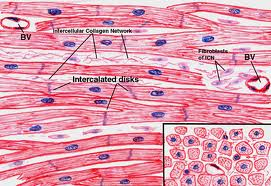 Intercellular Collagen Network
BV
Fibroblasts
of ICN
BV
Intercalated disks